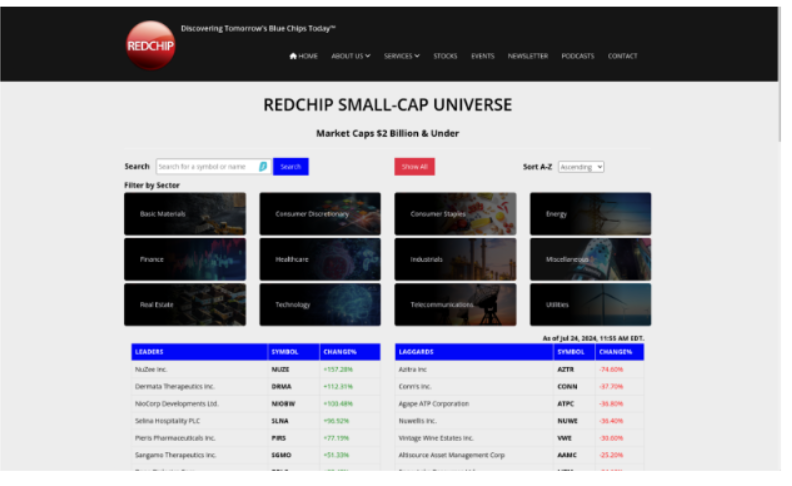 Discovering Tomorrow's Blue Chips Today™
REDCHIP
HOME ABOUT US SERVICES STOCKS EVENTS NEWSLETTER PODCASTS CONTACT
REDCHIP SMALL-CAP UNIVERSE
Market Caps $2 Billion & Under
Search Search for a symbol or name Search Show All Sort A-Z Ascending
Filter by Sector
Basic Materials Consumer Discretionary Consumer Staples Energy
Finance Healthcare Industrials Miscellaneous
Real Estate Technology Telecommunications Utilities
As of Jul 24, 2024, 11:55 AM EDT.
LEADERS SYMBOL CHANGE% LAGGARDS SYMBOL CHANGE%
NuZee Inc. NUZE +157.28% Azitra Inc AZTR -74.60%
Dermata Therapeutics Inc. DRMA +112.31% Conn's Inc. CONN -37.70%
NioCorp Developments Ltd. NIOBW +100.48% Agape ATP Corporation ATPC -36.80%
Selina Hospitality PLC SLNA +96.92% Nuwellis Inc. NUWE -36.40%
Pieris Pharmaceuticals Inc. PIRS +77.19% Vintage Wine Estates Inc. VWE -30.60%
Sangamo Therapeutics Inc. SGMO +51.33% Altisource Asset Management Corp AAMC -25.20%